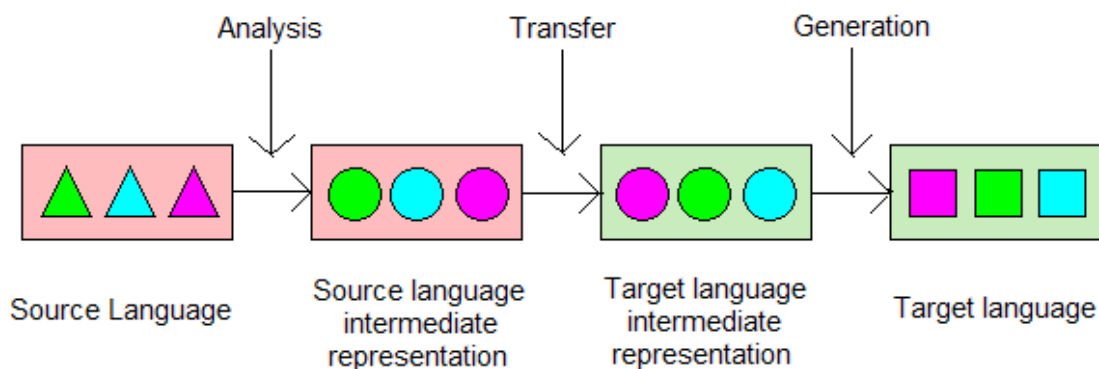 Analysis
Transfer
Generation
Source Language
Source language
intermediate
representation
Target language
intermediate
representation
Target language